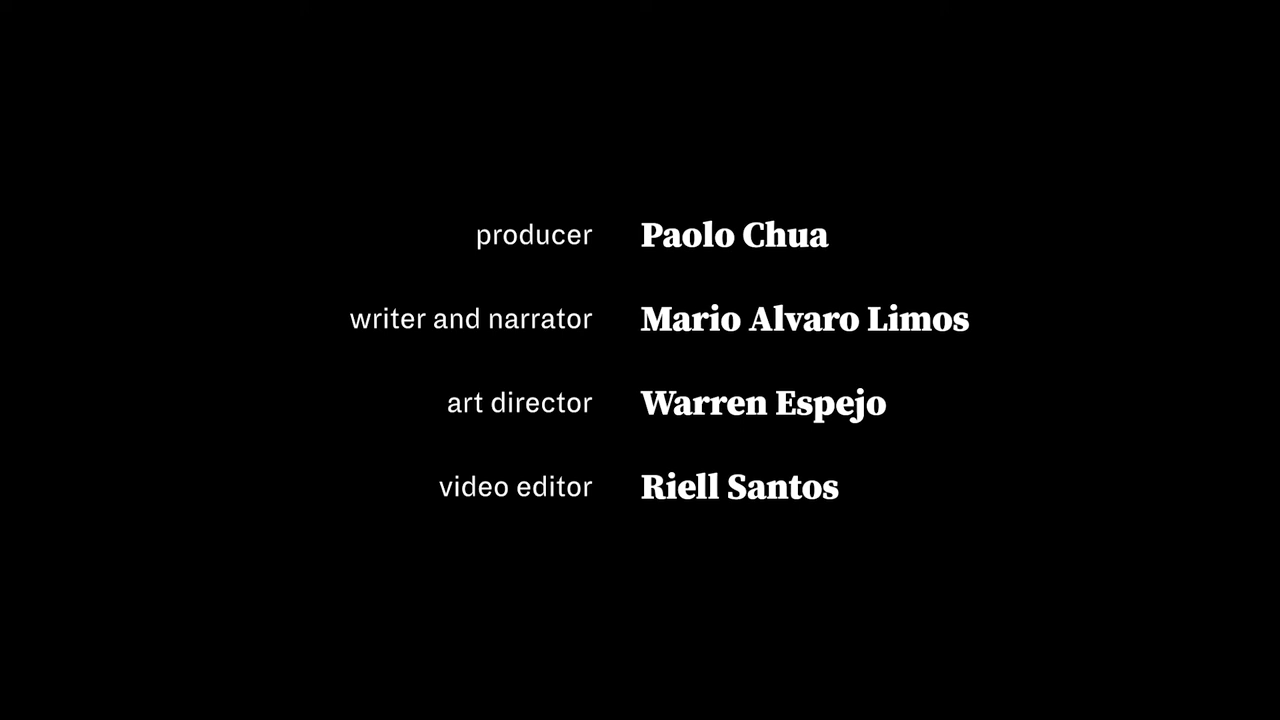 producer Paolo Chua
writer and narrator Mario Alvaro Limos
art director Warren Espejo
video editor Riell Santos